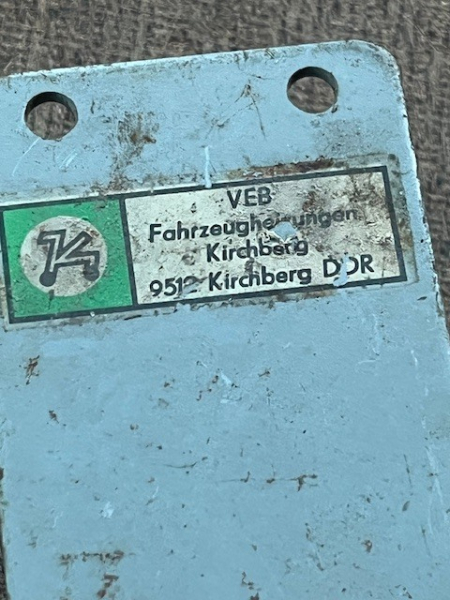 VEB
Fahrzeugheizungen
Kirchberg
9512 Kirchberg DDR